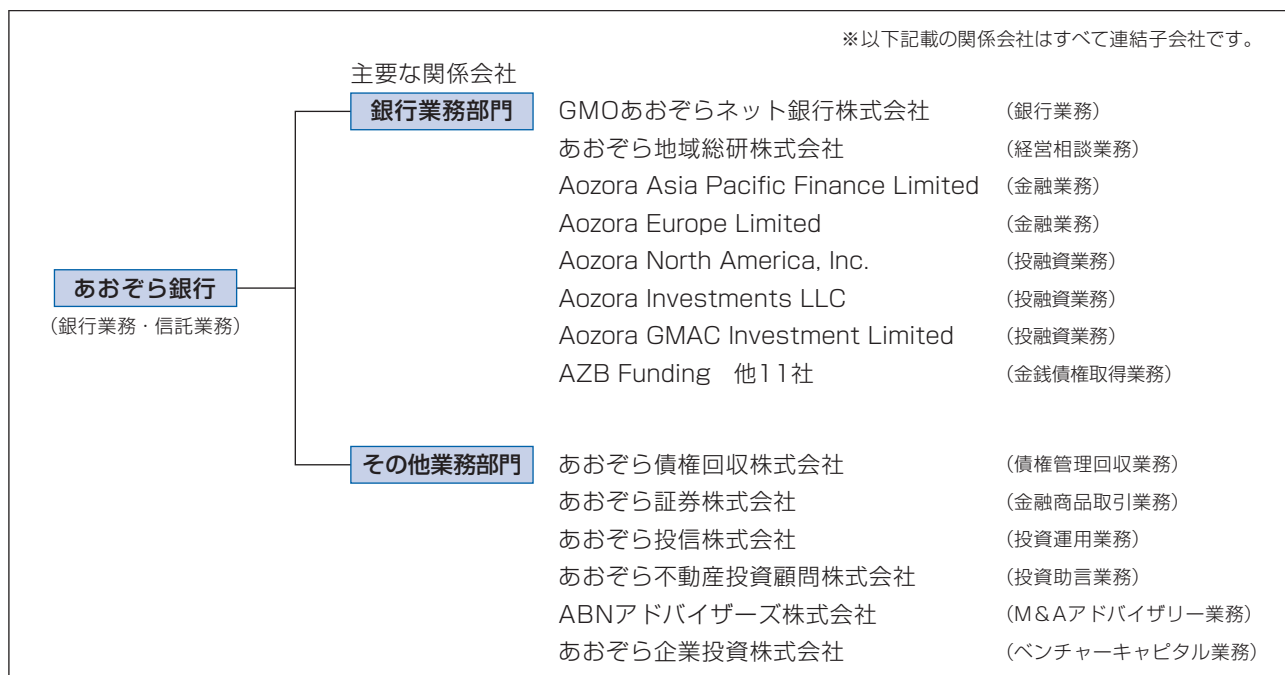 ※以下記載の関係会社はすべて連結子会社です。
主要な関係会社
銀行業務部門 GMOあおぞらネット銀行株式会社 (銀行業務)
あおぞら地域総研株式会社 (経営相談業務)
Aozora Asia Pacific Finance Limited (金融業務)
Aozora Europe Limited (金融業務)
Aozora North America, Inc. (投融資業務)
あおぞら銀行 Aozora Investments LLC (投融資業務)
(銀行業務・信託業務) Aozora GMAC Investment Limited (投融資業務)
AZB Funding 他11社 (金銭債権取得業務)
その他業務部門 あおぞら債権回収株式会社 (債権管理回収業務)
あおぞら証券株式会社 (金融商品取引業務)
あおぞら投信株式会社 (投資運用業務)
あおぞら不動産投資顧問株式会社 (投資助言業務)
ABNアドバイザーズ株式会社 (M&Aアドバイザリー業務)
あおぞら企業投資株式会社 (ベンチャーキャピタル業務)